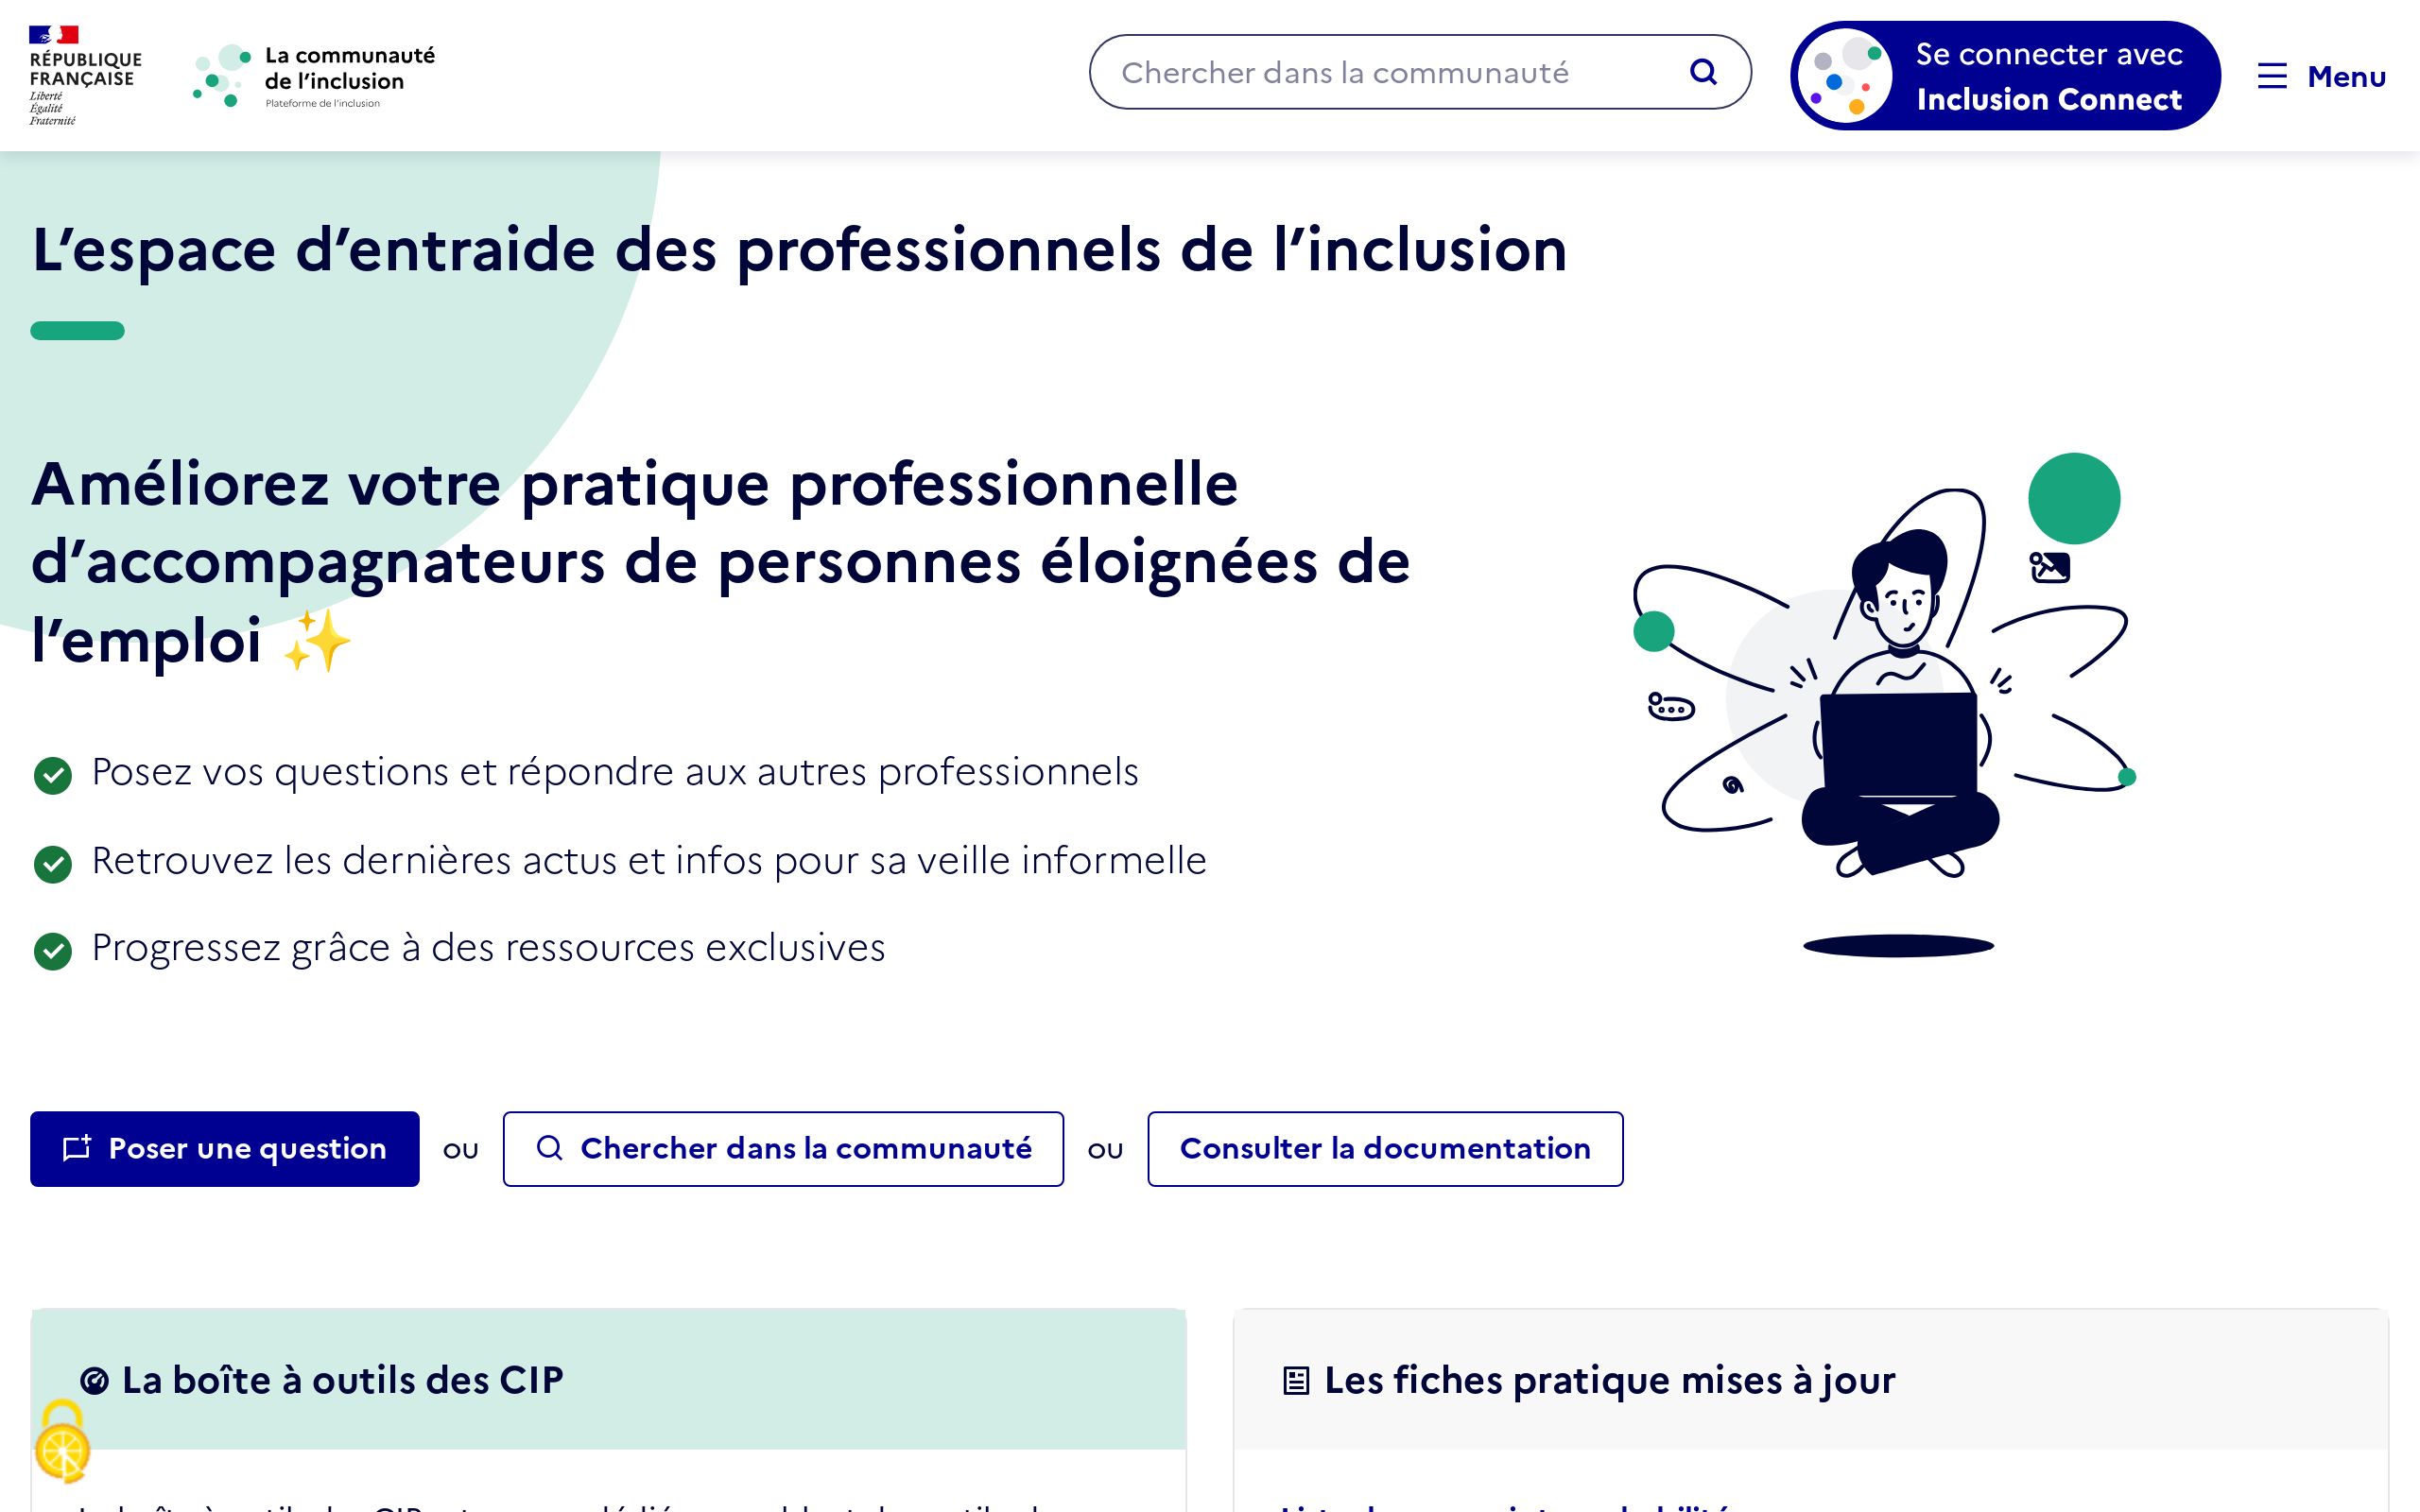 RÉPUBLIQUE
FRANÇAISE
Liberté
Égalité
Fraternité
La communauté
de l’inclusion
Plateforme de l'inclusion
Chercher dans la communauté
Se connecter avec
Inclusion Connect
Menu
L’espace d’entraide des professionnels de l’inclusion
Améliorez votre pratique professionnelle
d’accompagnateurs de personnes éloignées de
l’emploi ✨
Posez vos questions et répondre aux autres professionnels
Retrouvez les dernières actus et infos pour sa veille informelle
Progressez grâce à des ressources exclusives
Poser une question
ou
Chercher dans la communauté
ou
Consulter la documentation
La boîte à outils des CIP
Les fiches pratique mises à jour